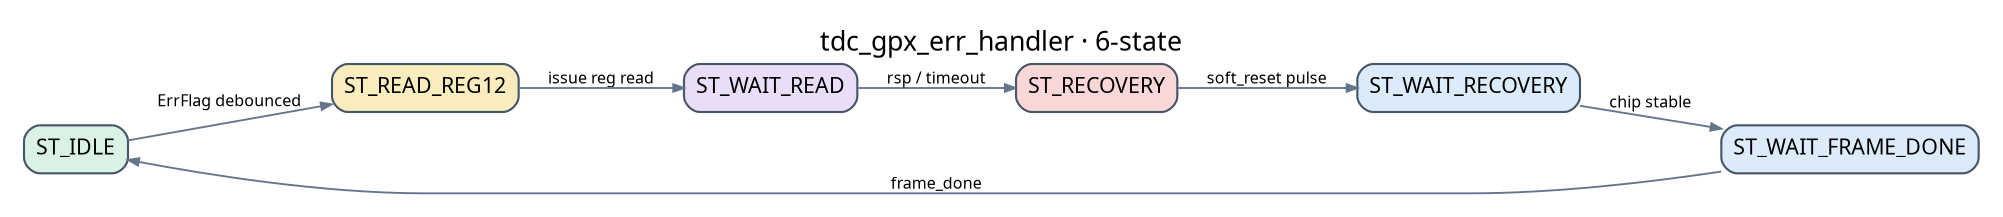 tdc_gpx_err_handler · 6-state
ST_IDLE
ErrFlag debounced
ST_READ_REG12
issue reg read
ST_WAIT_READ
rsp / timeout
ST_RECOVERY
soft_reset pulse
ST_WAIT_RECOVERY
chip stable
ST_WAIT_FRAME_DONE
frame_done